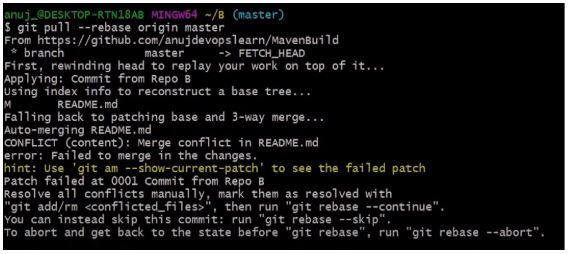 anuj_@DESKTOP-RTN18AB MINGW64 ~/B (master)
$ git pull --rebase origin master
From https://github.com/anujdevopslearn/MavenBuild
 * branch            master     -> FETCH_HEAD
First, rewinding head to replay your work on top of it...
Applying: Commit from Repo B
Using index info to reconstruct a base tree...
M       README.md
Falling back to patching base and 3-way merge...
Auto-merging README.md
CONFLICT (content): Merge conflict in README.md
error: Failed to merge in the changes.
hint: Use 'git am --show-current-patch' to see the failed patch
Patch failed at 0001 Commit from Repo B
Resolve all conflicts manually, mark them as resolved with
"git add/rm <conflicted_files>", then run "git rebase --continue".
You can instead skip this commit: run "git rebase --skip".
To abort and get back to the state before "git rebase", run "git rebase --abort".